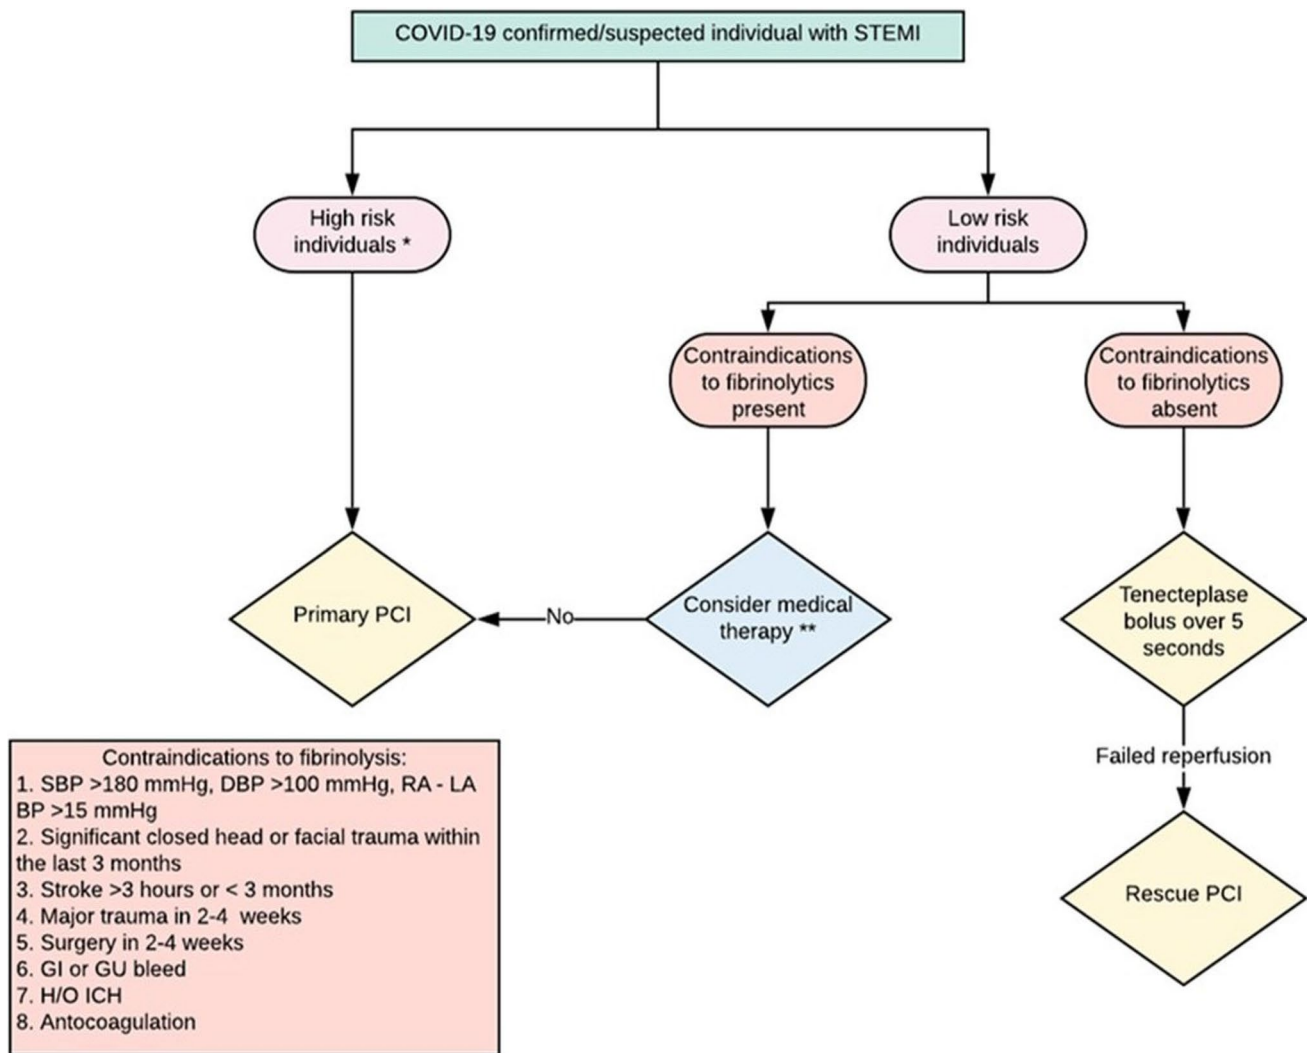 COVID-19 confirmed/suspected individual with STEMI
High risk
individuals *
Low risk
individuals
Contraindications
to fibrinolytics
present
Contraindications
to fibrinolytics
absent
Primary PCI
No
Consider medical
therapy **
Tenecteplase
bolus over 5
seconds
Failed reperfusion
Rescue PCI
Contraindications to fibrinolysis:
1. SBP >180 mmHg, DBP >100 mmHg, RA - LA
BP >15 mmHg
2. Significant closed head or facial trauma within
the last 3 months
3. Stroke >3 hours or < 3 months
4. Major trauma in 2-4 weeks
5. Surgery in 2-4 weeks
6. GI or GU bleed
7. H/O ICH
8. Antocoagulation